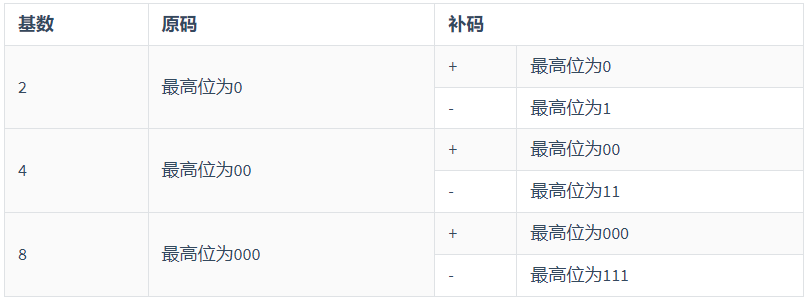 基数 原码 补码
2 最高位为0 + 最高位为0
- 最高位为1
4 最高位为00 + 最高位为00
- 最高位为11
8 最高位为000 + 最高位为000
- 最高位为111